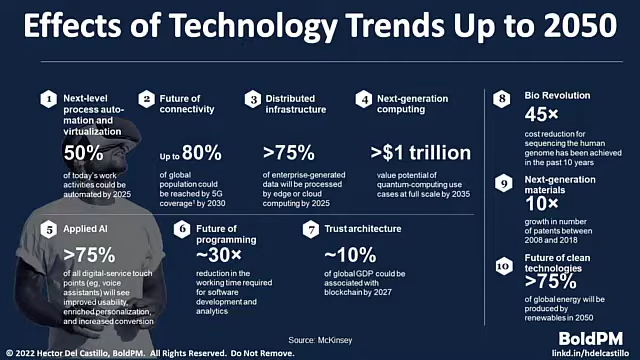 Effects of Technology Trends Up to 2050
1
Next-level
process auto-
mation and
virtualization
50%
of today's work
activities could be
automated by 2025
2
Future of
connectivity
Up to 80%
of global
population could
be reached by 5G
coverage¹ by 2030
3
Distributed
infrastructure
>75%
of enterprise-generated
data will be processed
by edge or cloud
computing by 2025
4
Next-generation
computing
>$1 trillion
value potential of
quantum-computing use
cases at full scale by 2035
5
Applied AI
>75%
of all digital-service touch
points (eg, voice
assistants) will see
improved usability,
enriched personalization,
and increased conversion
6
Future of
programming
~30×
reduction in the
working time required
for software
development and
analytics
7
Trust architecture
~10%
of global GDP could be
associated with
blockchain by 2027
8
Bio Revolution
45×
cost reduction for
sequencing the human
genome has been achieved
in the past 10 years
9
Next-generation
materials
10×
growth in number
of patents between
2008 and 2018
10
Future of clean
technologies
>75%
of global energy will be
produced by
renewables in 2050
Source: McKinsey
BoldPM
© 2022 Hector Del Castillo, BoldPM. All Rights Reserved. Do Not Remove.
linkd.in/hdelcastillo